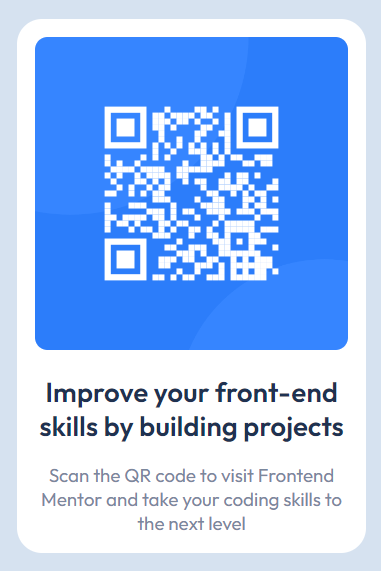 Improve your front-end
skills by building projects
Scan the QR code to visit Frontend
Mentor and take your coding skills to
the next level